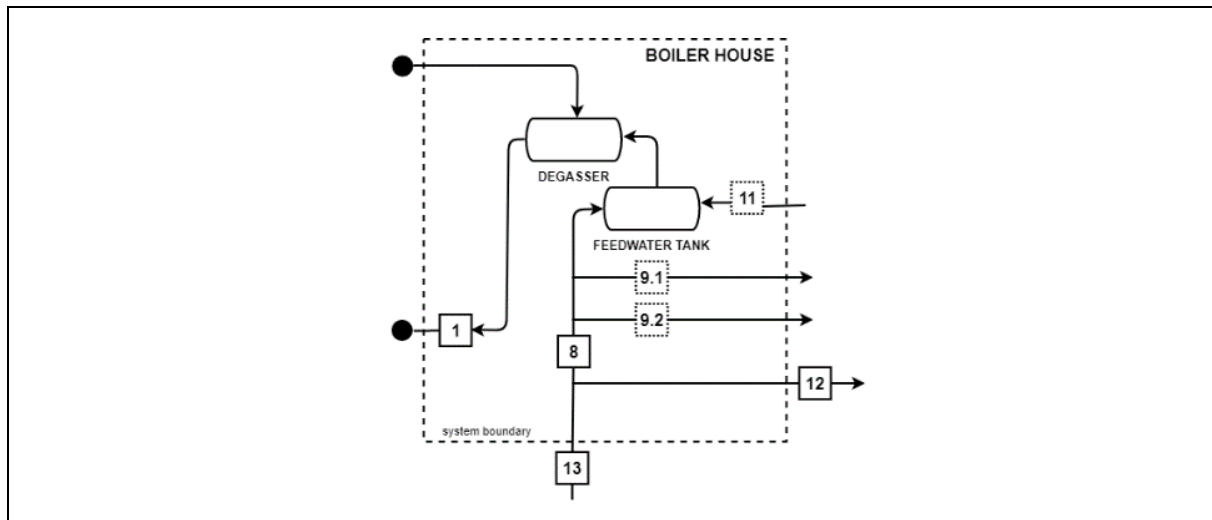 BOILER HOUSE
DEGASSER
11
FEEDWATER TANK
9.1
9.2
1
8
12
system boundary
13